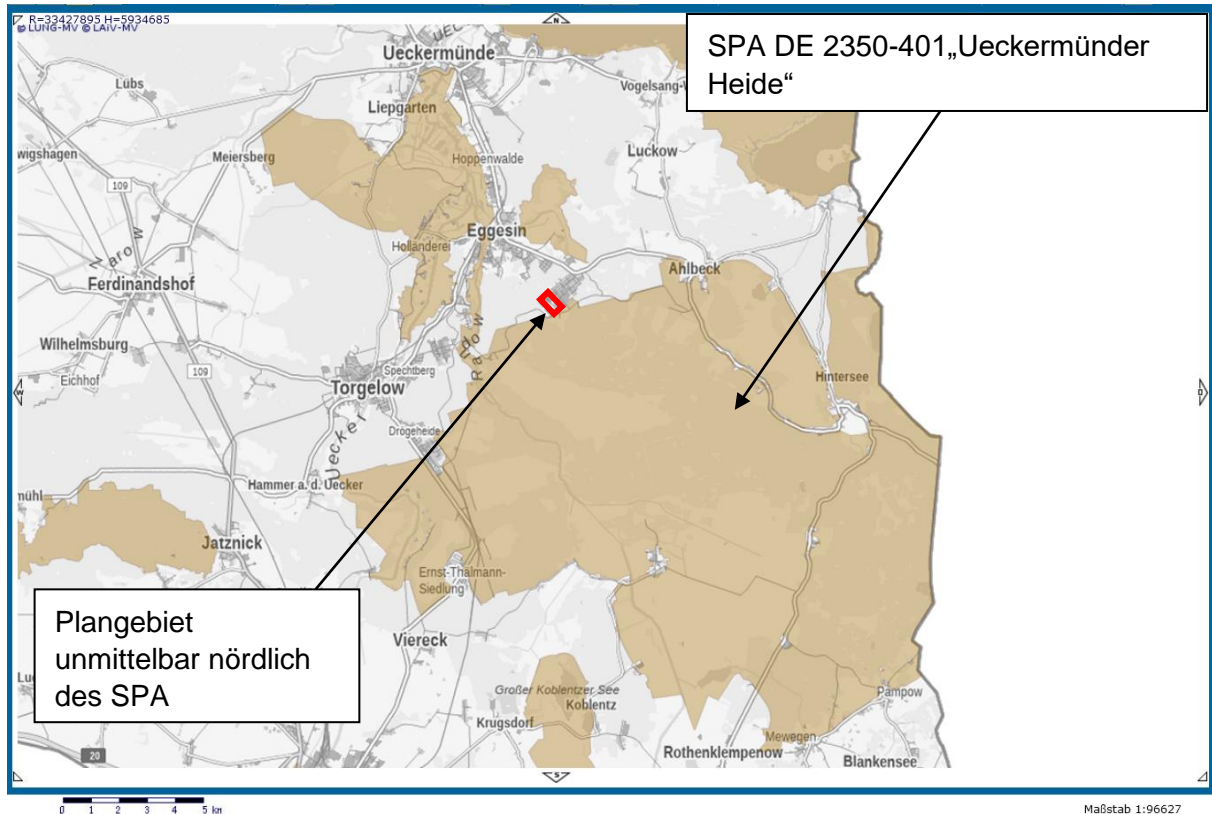 R=33427895 H=5934685
© LUNG-MV © LAiV-MV
N
SPA DE 2350-401„Ueckermünder
Heide“
Ueckermünde
Lübs
Vogelsang-
Liepgarten
wigshagen
Meiersberg
Hoppenwalde
Luckow
109
Zarow
Eggesin
Hollanderei
Ahlbeck
Ferdinandshof
Wilhelmsburg
Eichhof
109
Spechtberg
Randow
Torgelow
Hintersee
W
O
Uecker
Drögeheide
Hammer a. d. Uecker
mühl
Jatznick
Ernst-Thälmann-
Siedlung
Plangebiet
unmittelbar nördlich
des SPA
Viereck
Großer Koblentzer See
Koblentz
Pampow
Krugsdorf
Mewegen
Rothenklempenow
Blankensee
20
S
0 1 2 3 4 5 km
Maßstab 1:96627